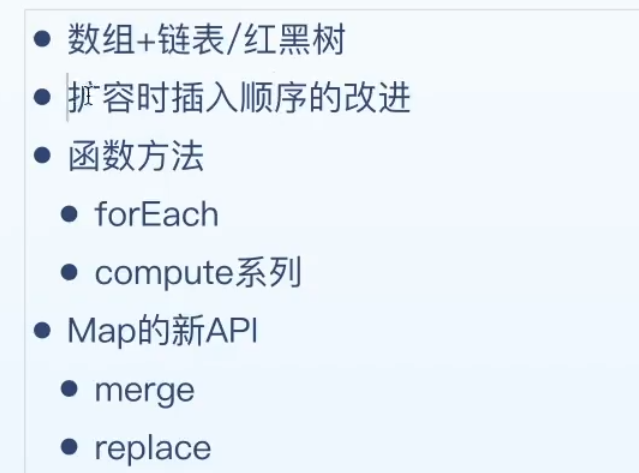 数组+链表/红黑树
扩容时插入顺序的改进
函数方法
forEach
compute系列
Map的新API
merge
replace